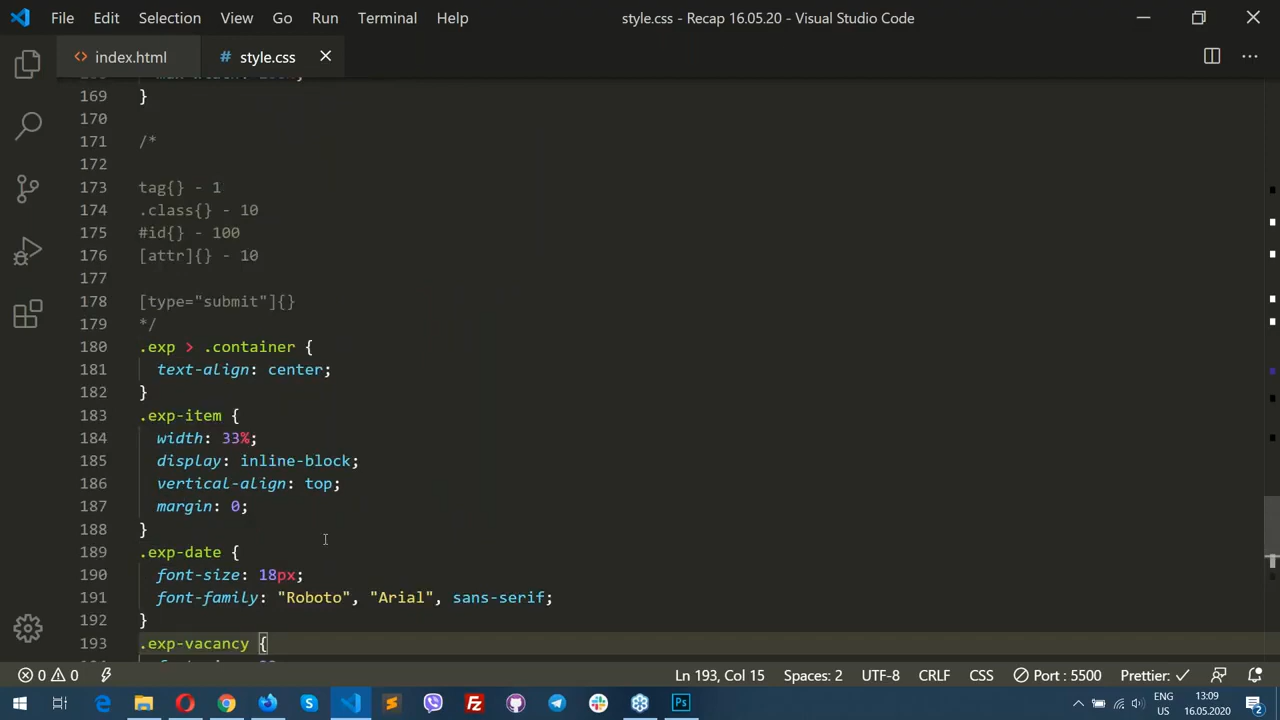 File Edit Selection View Go Run Terminal Help style.css - Recap 16.05.20 - Visual Studio Code
index.html style.css
169 }
170
171 /*
172
173 tag{} - 1
174 .class{} - 10
175 #id{} - 100
176 [attr]{} - 10
177
178 [type="submit"]{}
179 */
180 .exp > .container {
181 text-align: center;
182 }
183 .exp-item {
184 width: 33%;
185 display: inline-block;
186 vertical-align: top;
187 margin: 0;
188 }
189 .exp-date {
190 font-size: 18px;
191 font-family: "Roboto", "Arial", sans-serif;
192 }
193 .exp-vacancy {
0 0 Ln 193, Col 15 Spaces: 2 UTF-8 CRLF CSS Port : 5500 Prettier:
ENG 13:09
US 16.05.2020 2